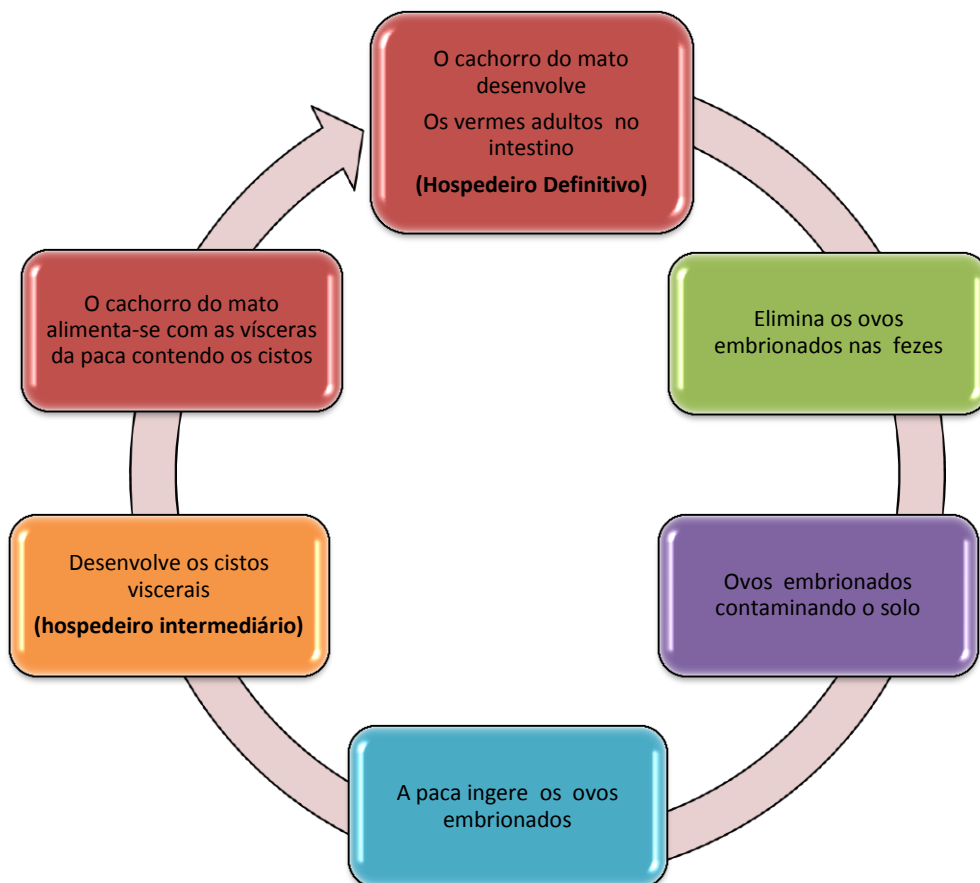 O cachorro do mato
desenvolve
Os vermes adultos no
intestino
(Hospedeiro Definitivo)
Elimina os ovos
embrionados nas fezes
Ovos embrionados
contaminando o solo
A paca ingere os ovos
embrionados
Desenvolve os cistos
viscerais
(hospedeiro intermediário)
O cachorro do mato
alimenta-se com as vísceras
da paca contendo os cistos